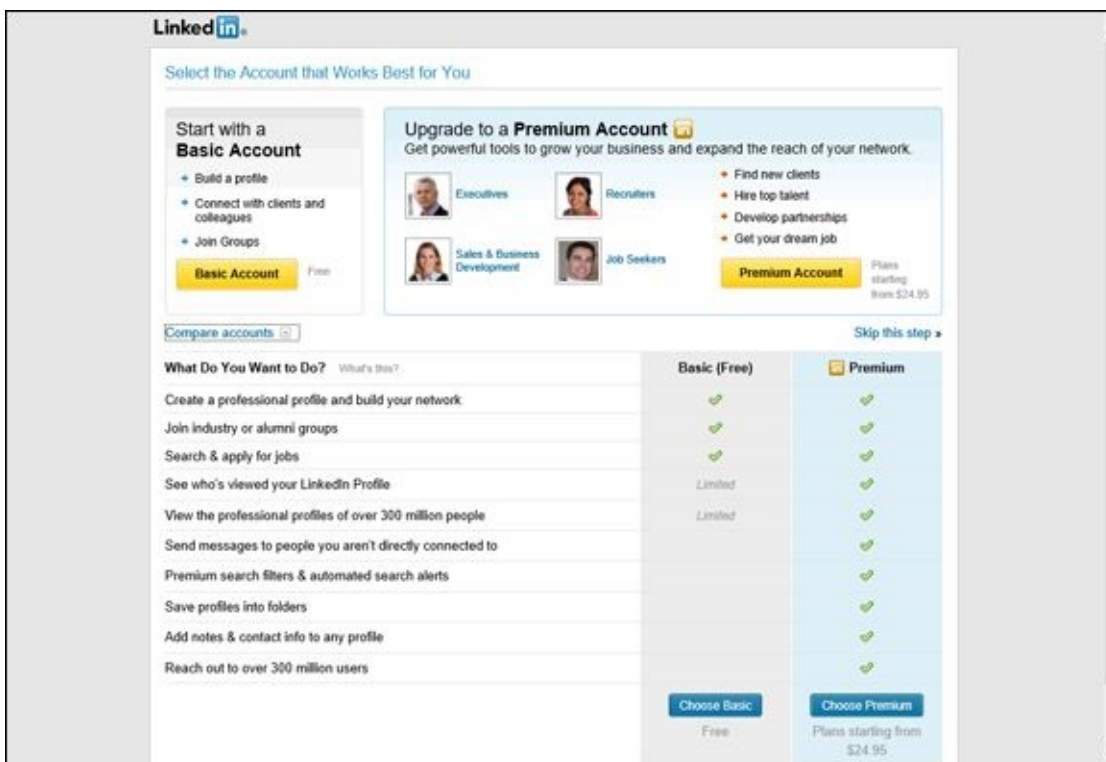 Linked in
Select the Account that Works Best for You
Start with a
Basic Account
Build a profile
Connect with clients and
colleagues
Join Groups
Basic Account Free
Upgrade to a Premium Account
Get powerful tools to grow your business and expand the reach of your network.
Executives
Recruiters
Sales & Business
Development
Job Seekers
Find new clients
Hire top talent
Develop partnerships
Get your dream job
Premium Account
Plans
starting
from $24.95
Compare accounts
Skip this step »
What Do You Want to Do? What's this? Basic (Free) Premium
Create a professional profile and build your network
Join industry or alumni groups
Search & apply for jobs
See who's viewed your LinkedIn Profile Limited
View the professional profiles of over 300 million people Limited
Send messages to people you aren't directly connected to
Premium search filters & automated search alerts
Save profiles into folders
Add notes & contact info to any profile
Reach out to over 300 million users
Choose Basic Choose Premium
Free Plans starting from
$24.95